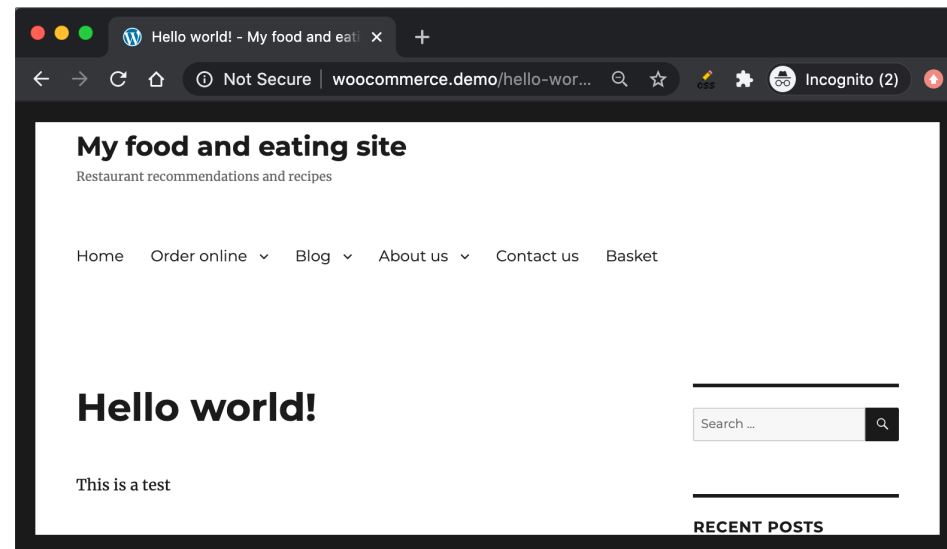 Hello world! - My food and eati
Not Secure | woocommerce.demo/hello-wor...
Incognito (2)
My food and eating site
Restaurant recommendations and recipes
Home Order online Blog About us Contact us Basket
Hello world!
Search ...
This is a test
RECENT POSTS